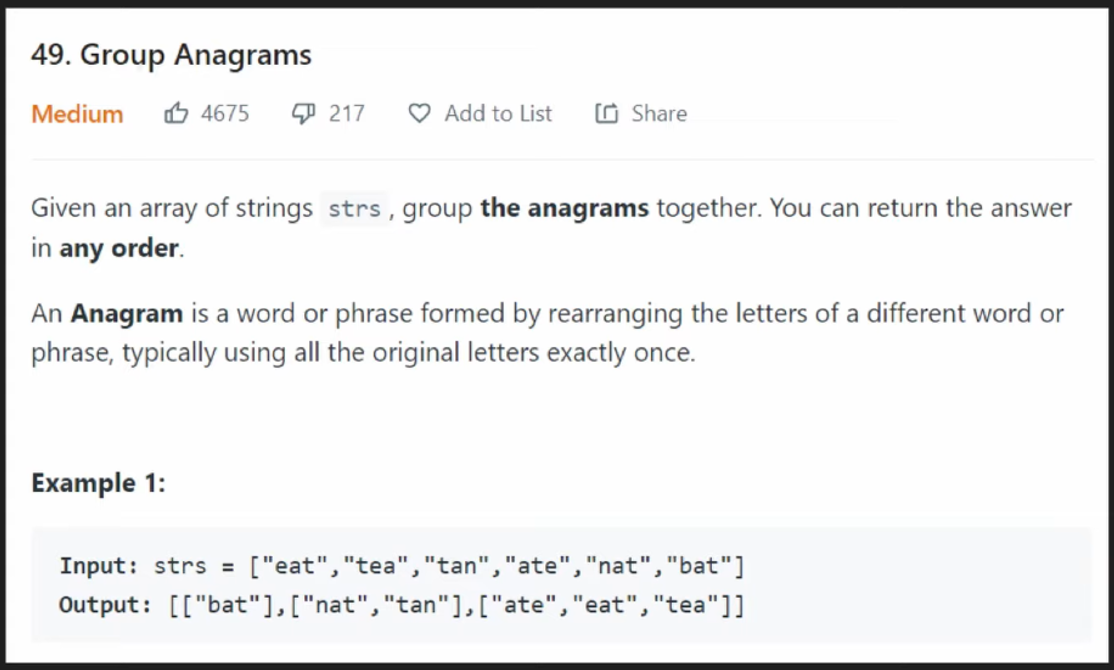 49. Group Anagrams
Medium 4675 217 Add to List Share
Given an array of strings strs , group the anagrams together. You can return the answer
in any order.
An Anagram is a word or phrase formed by rearranging the letters of a different word or
phrase, typically using all the original letters exactly once.
Example 1:
Input: strs = ["eat","tea","tan","ate","nat","bat"]
Output: [["bat"],["nat","tan"],["ate","eat","tea"]]